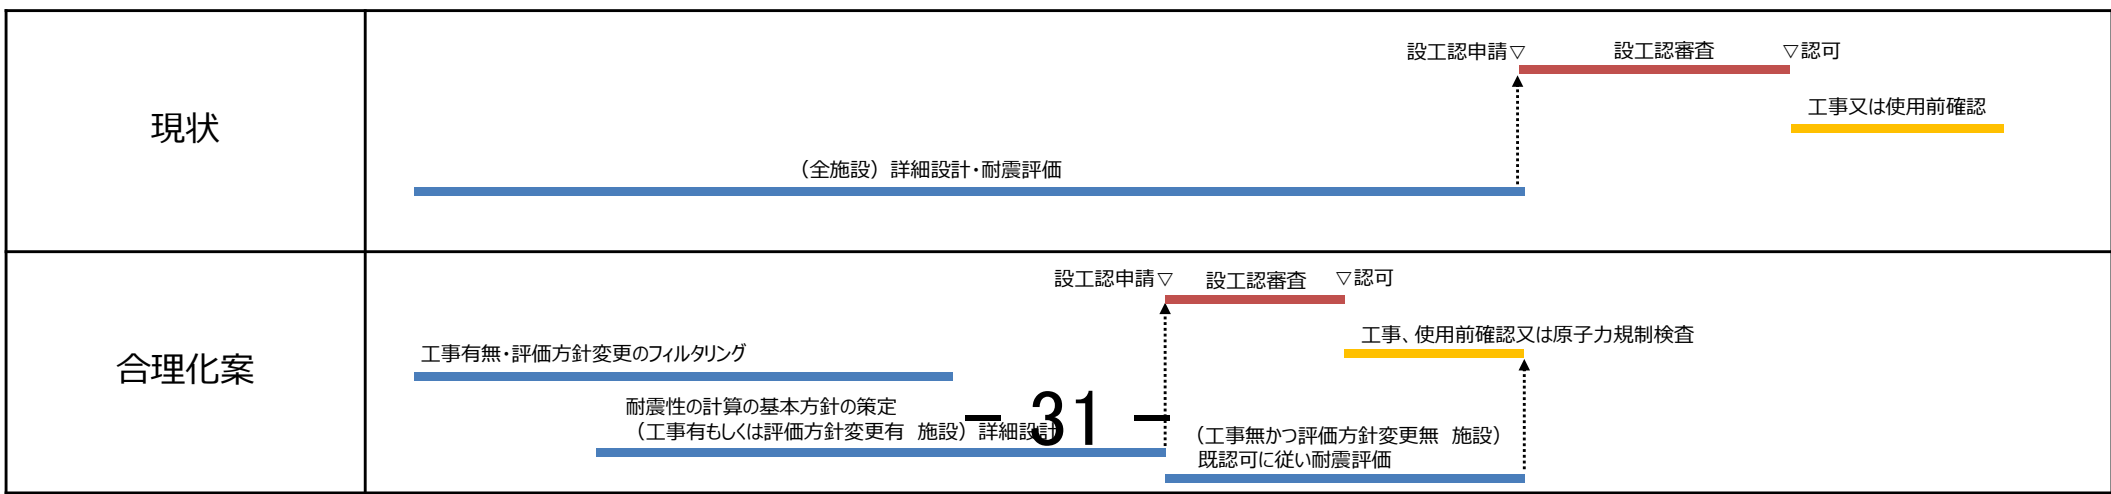 現状
設工認申請▽
設工認審査
▽認可
工事又は使用前確認
（全施設）詳細設計・耐震評価
合理化案
設工認申請▽
設工認審査
▽認可
工事、使用前確認又は原子力規制検査
工事有無・評価方針変更のフィルタリング
耐震性の計算の基本方針の策定
（工事有もしくは評価方針変更有　施設）詳細設計
－ 31 －
（工事無かつ評価方針変更無　施設）
既認可に従い耐震評価